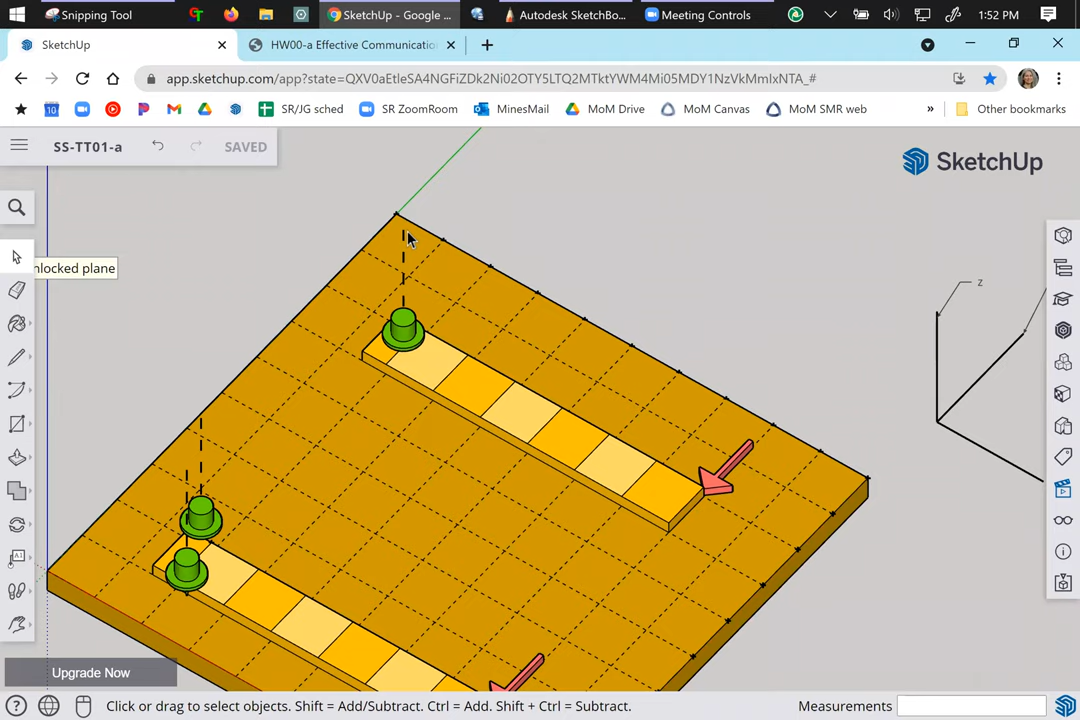 Snipping Tool
SketchUp - Google ...
Autodesk SketchBo...
Meeting Controls
1:52 PM
SketchUp
HW00-a Effective Communicatio
app.sketchup.com/app?state=QXV0aEtleSA4NGFiZDk2Ni02OTY5LTQ2MTktYWM4Mi05MDY1NzVkMmIxNTA_#
10
SR/JG sched
SR ZoomRoom
MinesMail
MoM Drive
MoM Canvas
MoM SMR web
»
Other bookmarks
SS-TT01-a
SAVED
SketchUp
nlocked plane
z
Upgrade Now
Click or drag to select objects. Shift = Add/Subtract. Ctrl = Add. Shift + Ctrl = Subtract.
Measurements